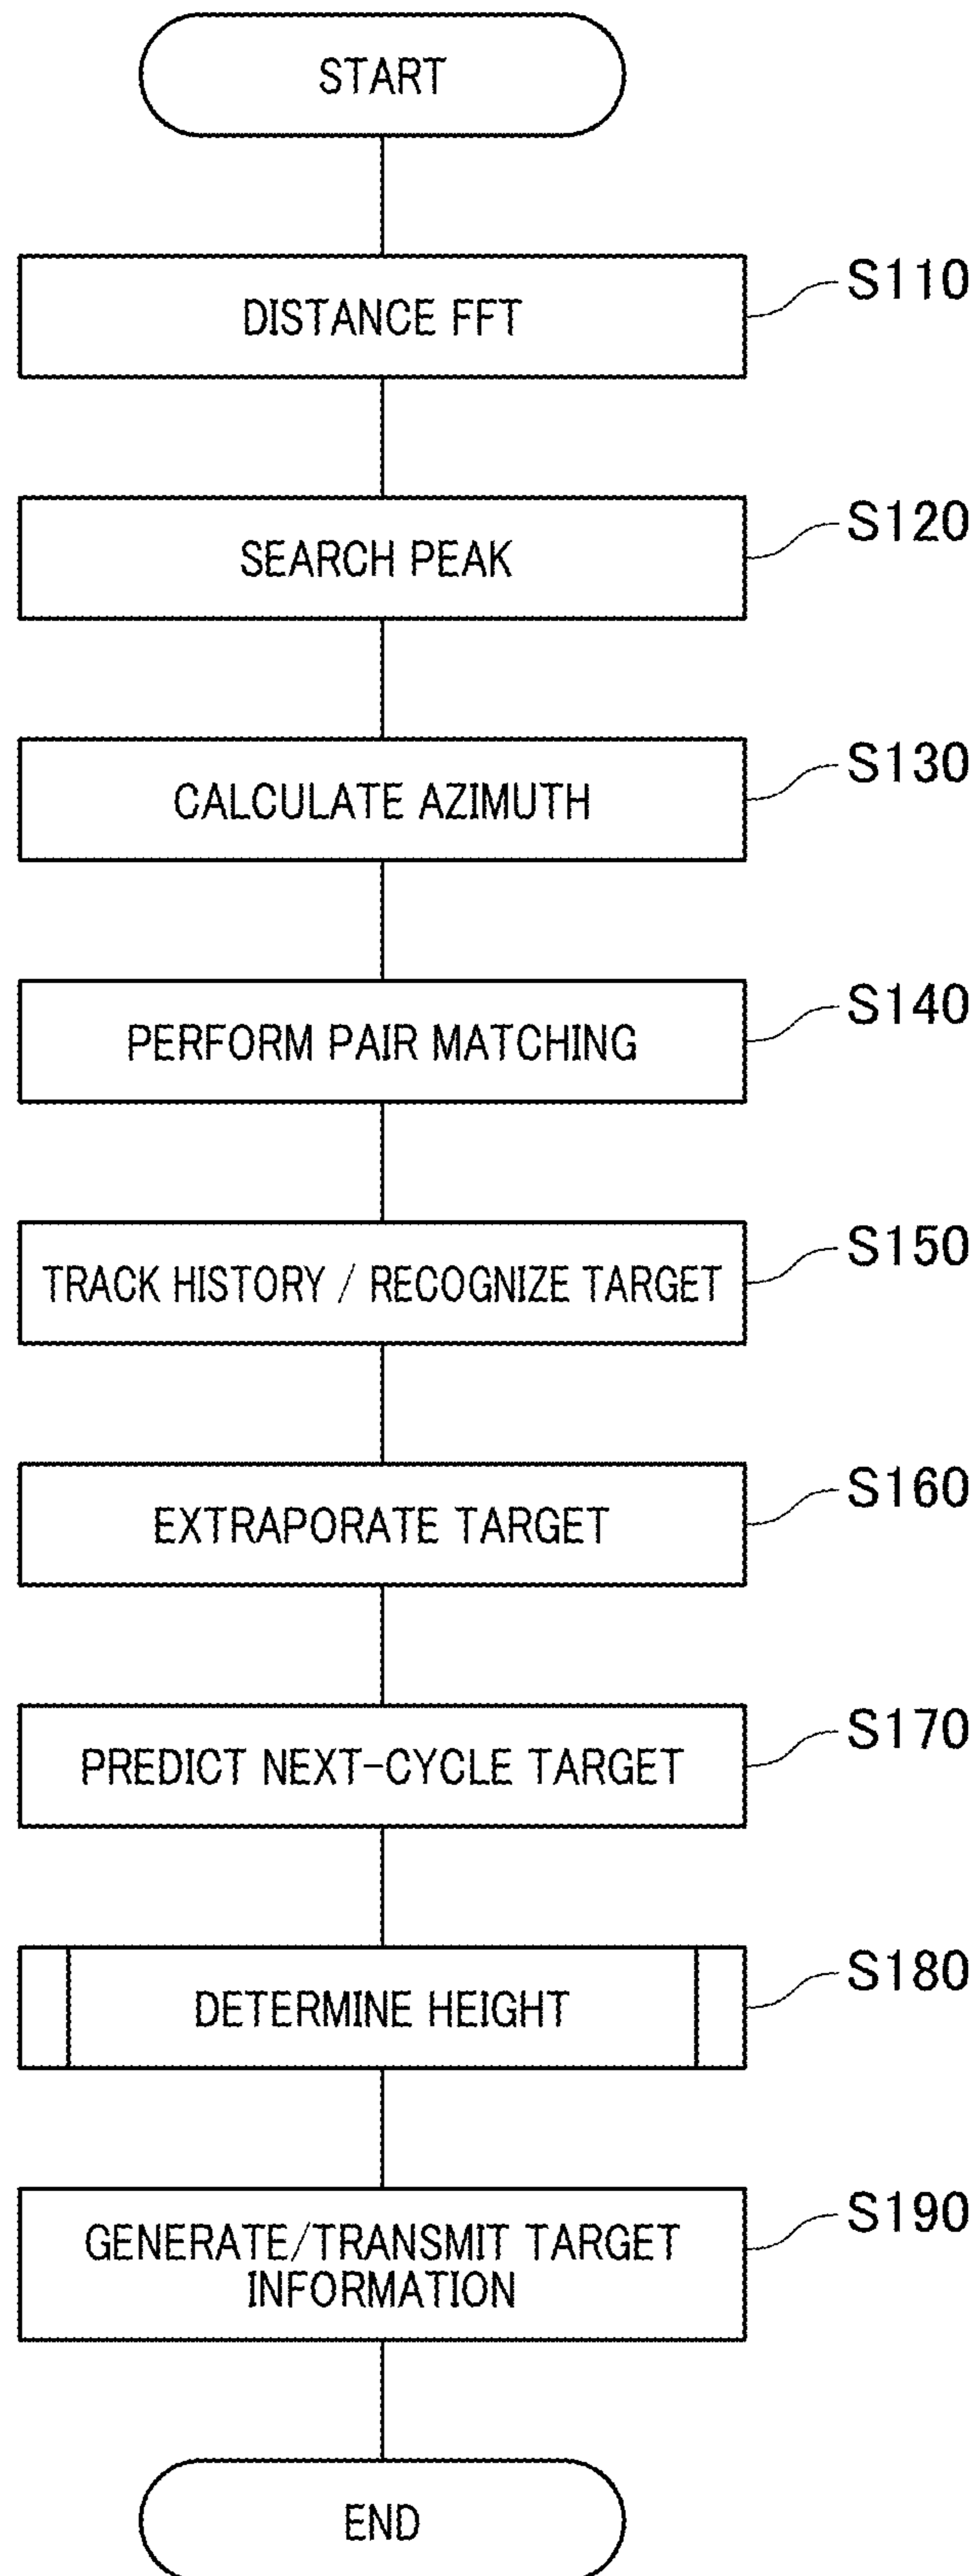 START
DISTANCE FFT
S110
SEARCH PEAK
S120
CALCULATE AZIMUTH
S130
PERFORM PAIR MATCHING
S140
TRACK HISTORY / RECOGNIZE TARGET
S150
EXTRAPORATE TARGET
S160
PREDICT NEXT-CYCLE TARGET
S170
DETERMINE HEIGHT
S180
GENERATE/TRANSMIT TARGET
INFORMATION
S190
END